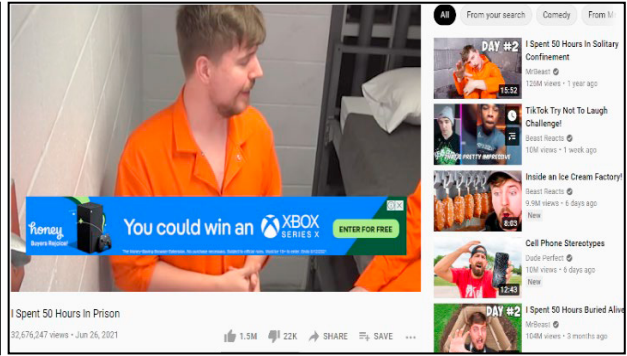 honey
Buyers Rejoice!
You could win an XBOX
SERIES X
ENTER FOR FREE
I Spent 50 Hours In Prison
32,676,247 views • Jun 26, 2021
1.5M 22K SHARE SAVE ...
All From your search Comedy From M
DAY #2
15:52
I Spent 50 Hours In Solitary
Confinement
MrBeast
126M views • 1 year ago
THAT'S PRETTY IMPRESSIVE
TikTok Try Not To Laugh
Challenge!
Beast Reacts
10M views • 1 week ago
8:03
Inside an Ice Cream Factory!
Beast Reacts
9.9M views • 6 days ago
New
12:43
Cell Phone Stereotypes
Dude Perfect
10M views • 6 days ago
New
DAY #2
I Spent 50 Hours Buried Alive
MrBeast
104M views • 3 months ago